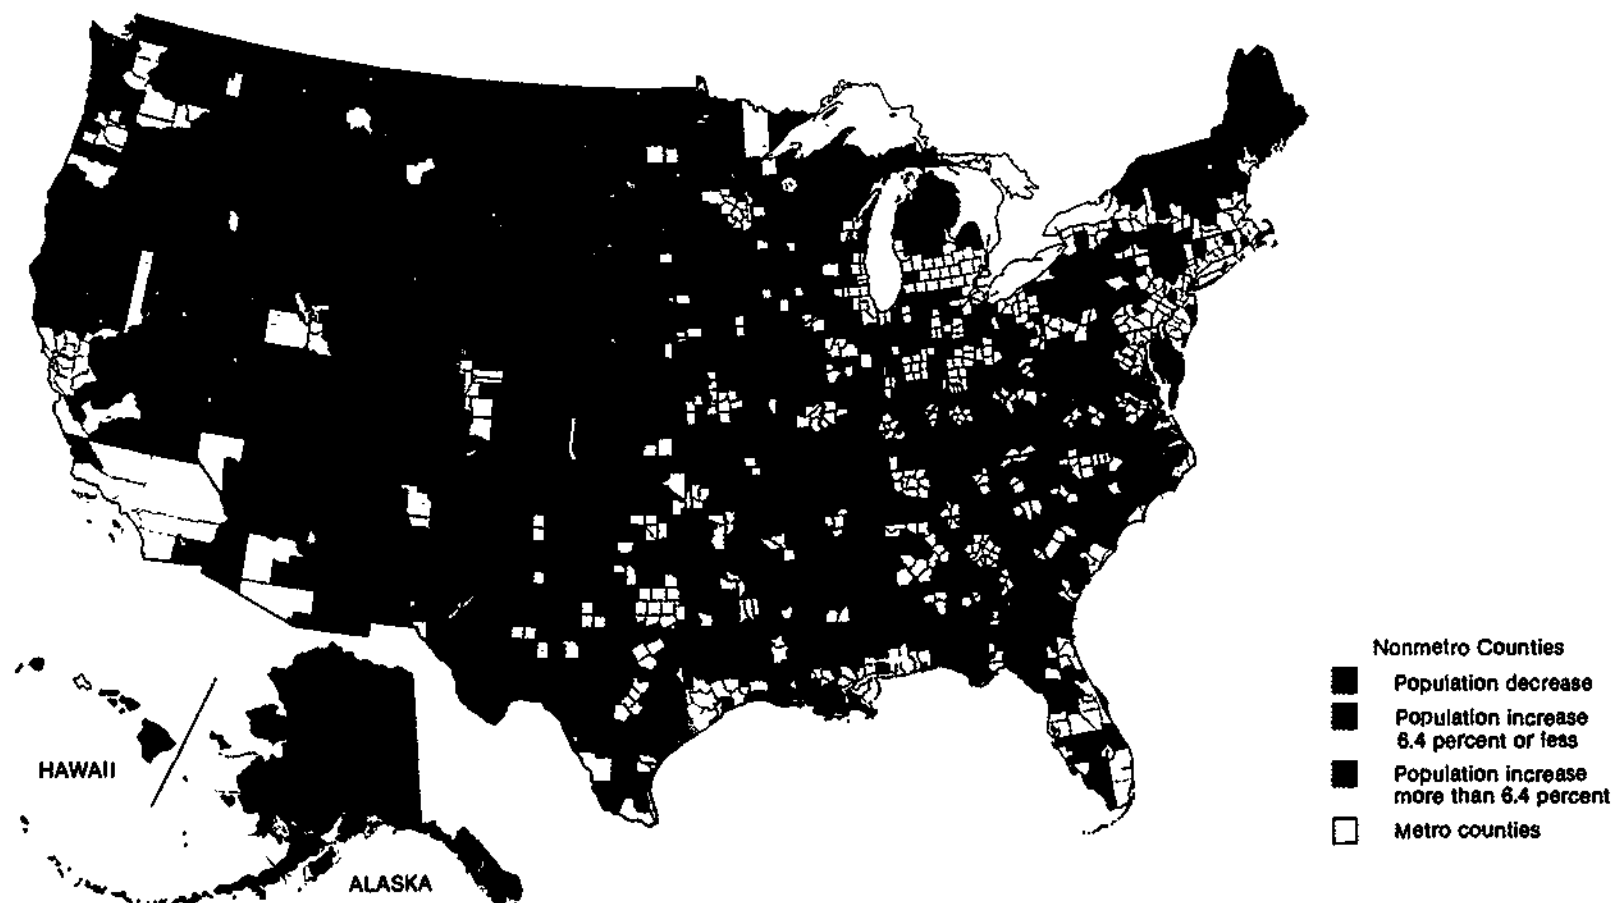 Nonmetro Counties
Population decrease
Population increase
6.4 percent or less
Population increase
more than 6.4 percent
Metro counties
HAWAII
ALASKA